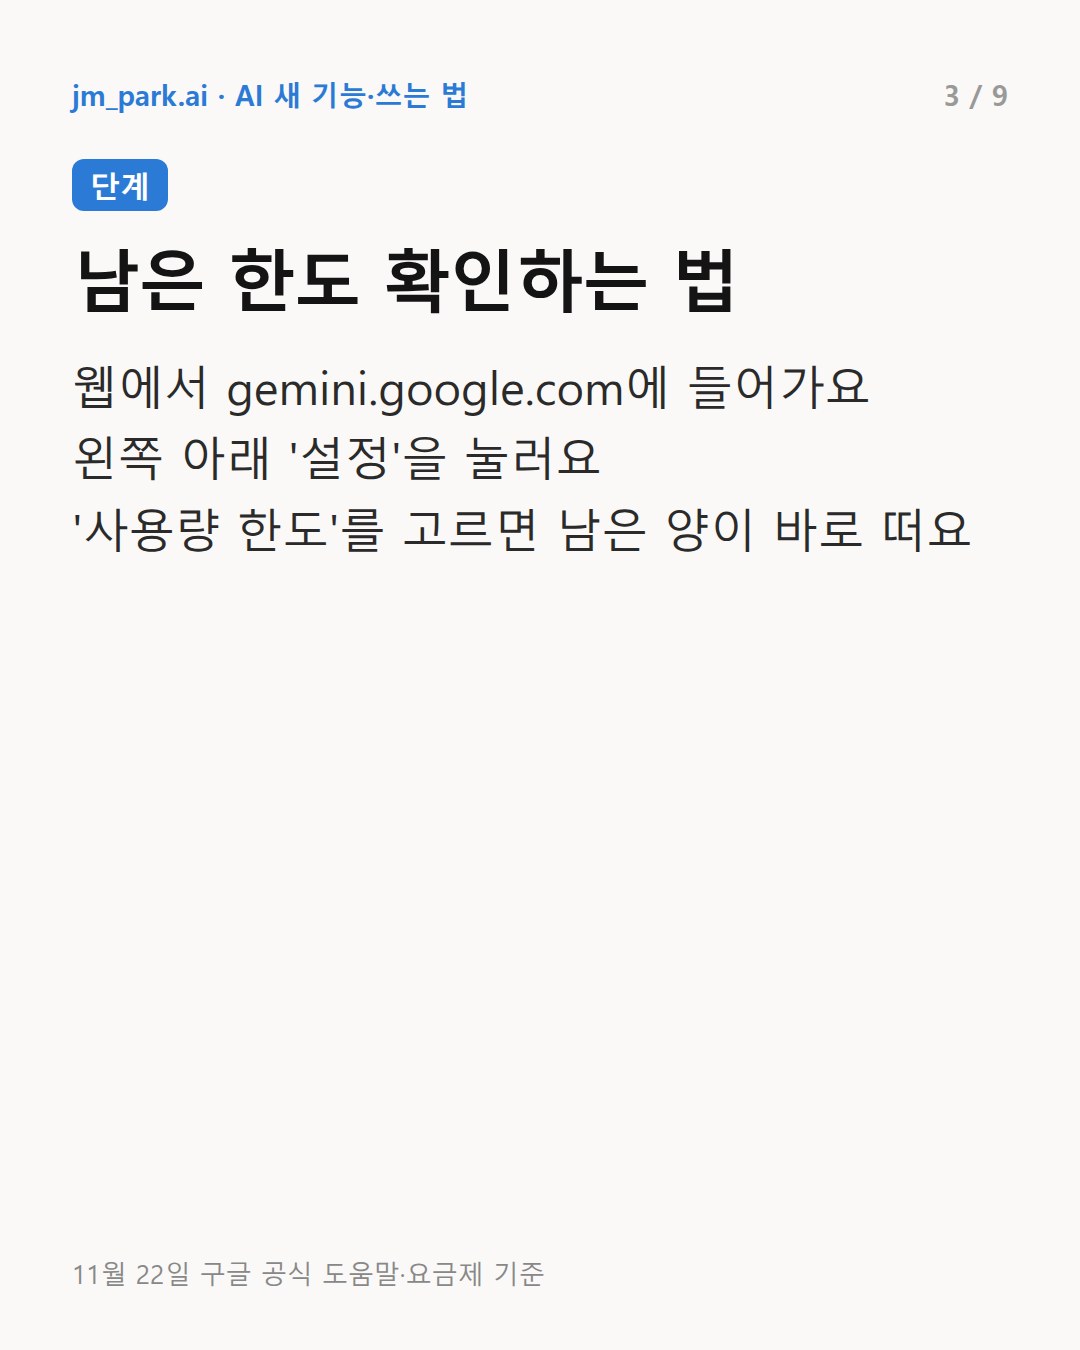 jm_park.ai · AI 새 기능·쓰는 법
3 / 9
단계
남은 한도 확인하는 법
웹에서 gemini.google.com에 들어가요
왼쪽 아래 '설정'을 눌러요
'사용량 한도'를 고르면 남은 양이 바로 떠요
11월 22일 구글 공식 도움말·요금제 기준